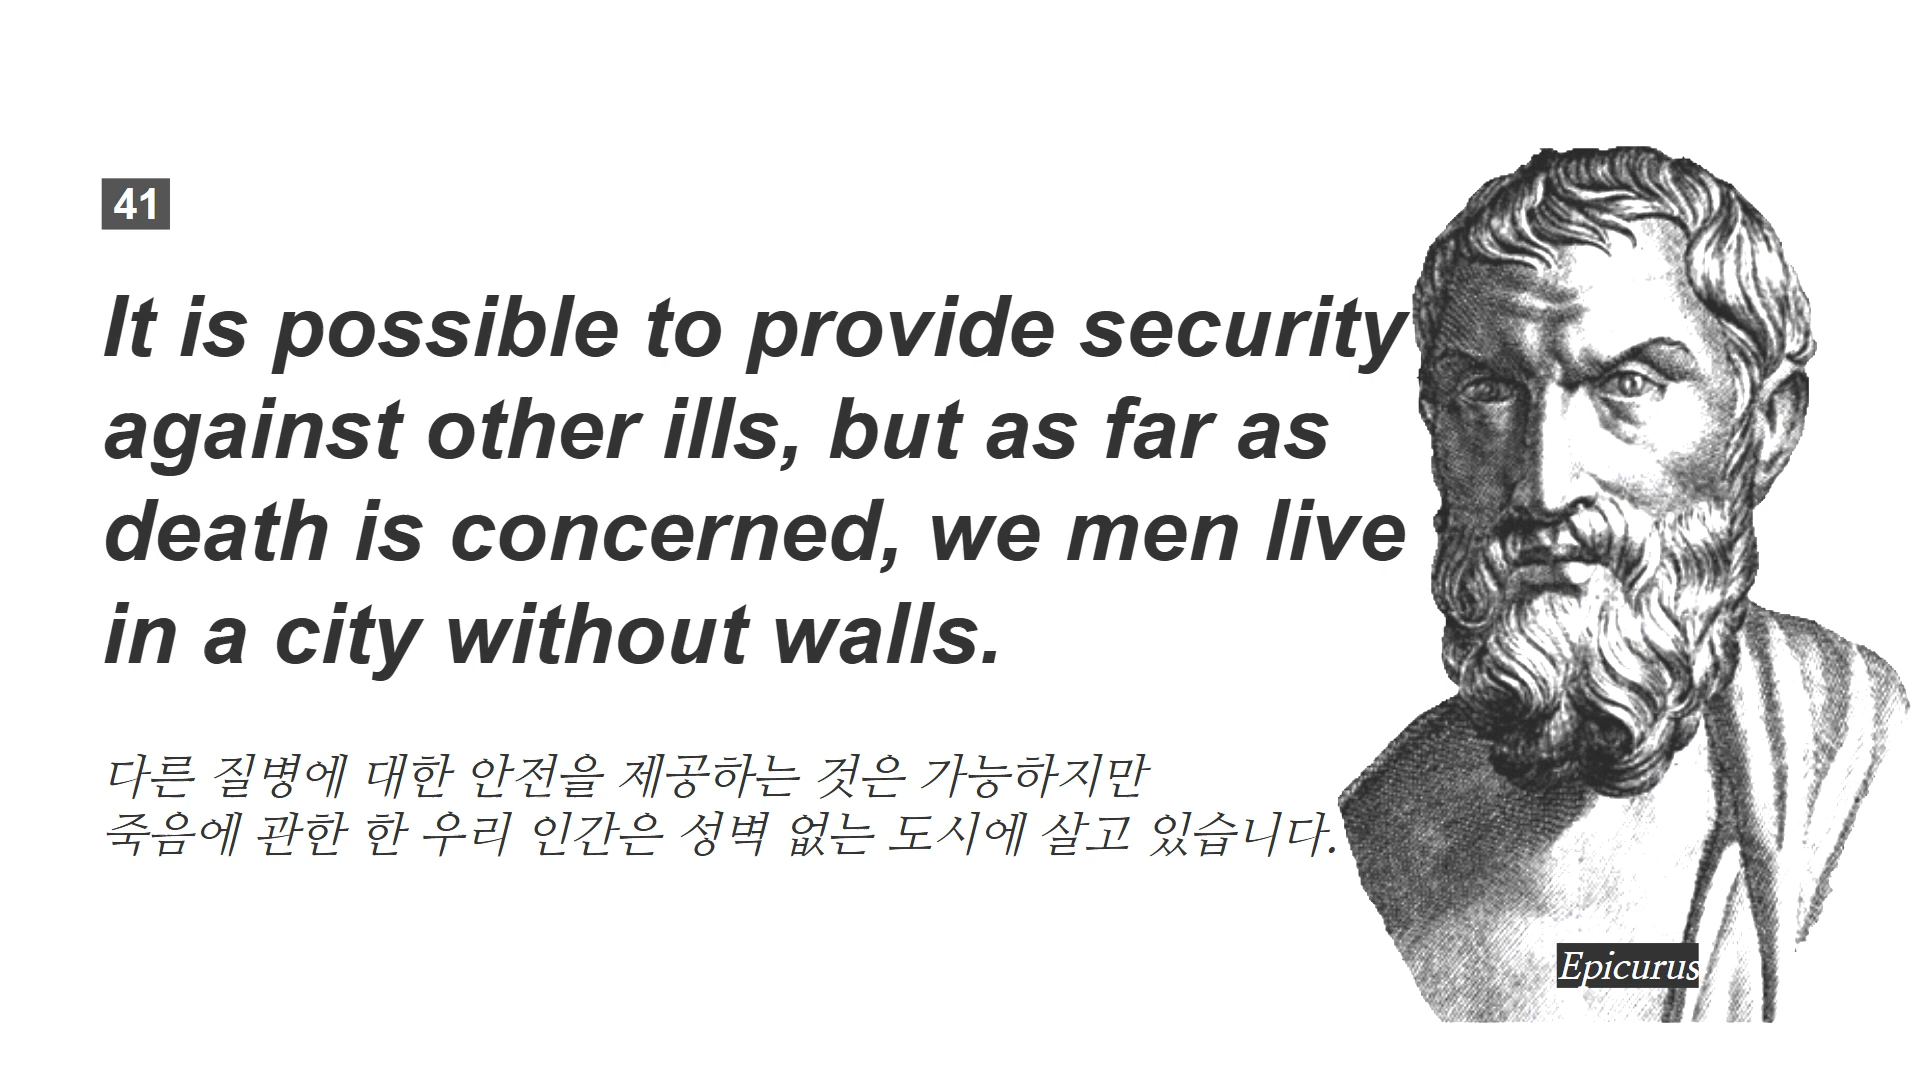 41
It is possible to provide security
against other ills, but as far as
death is concerned, we men live
in a city without walls.
다른 질병에 대한 안전을 제공하는 것은 가능하지만
죽음에 관한 한 우리 인간은 성벽 없는 도시에 살고 있습니다.
Epicurus